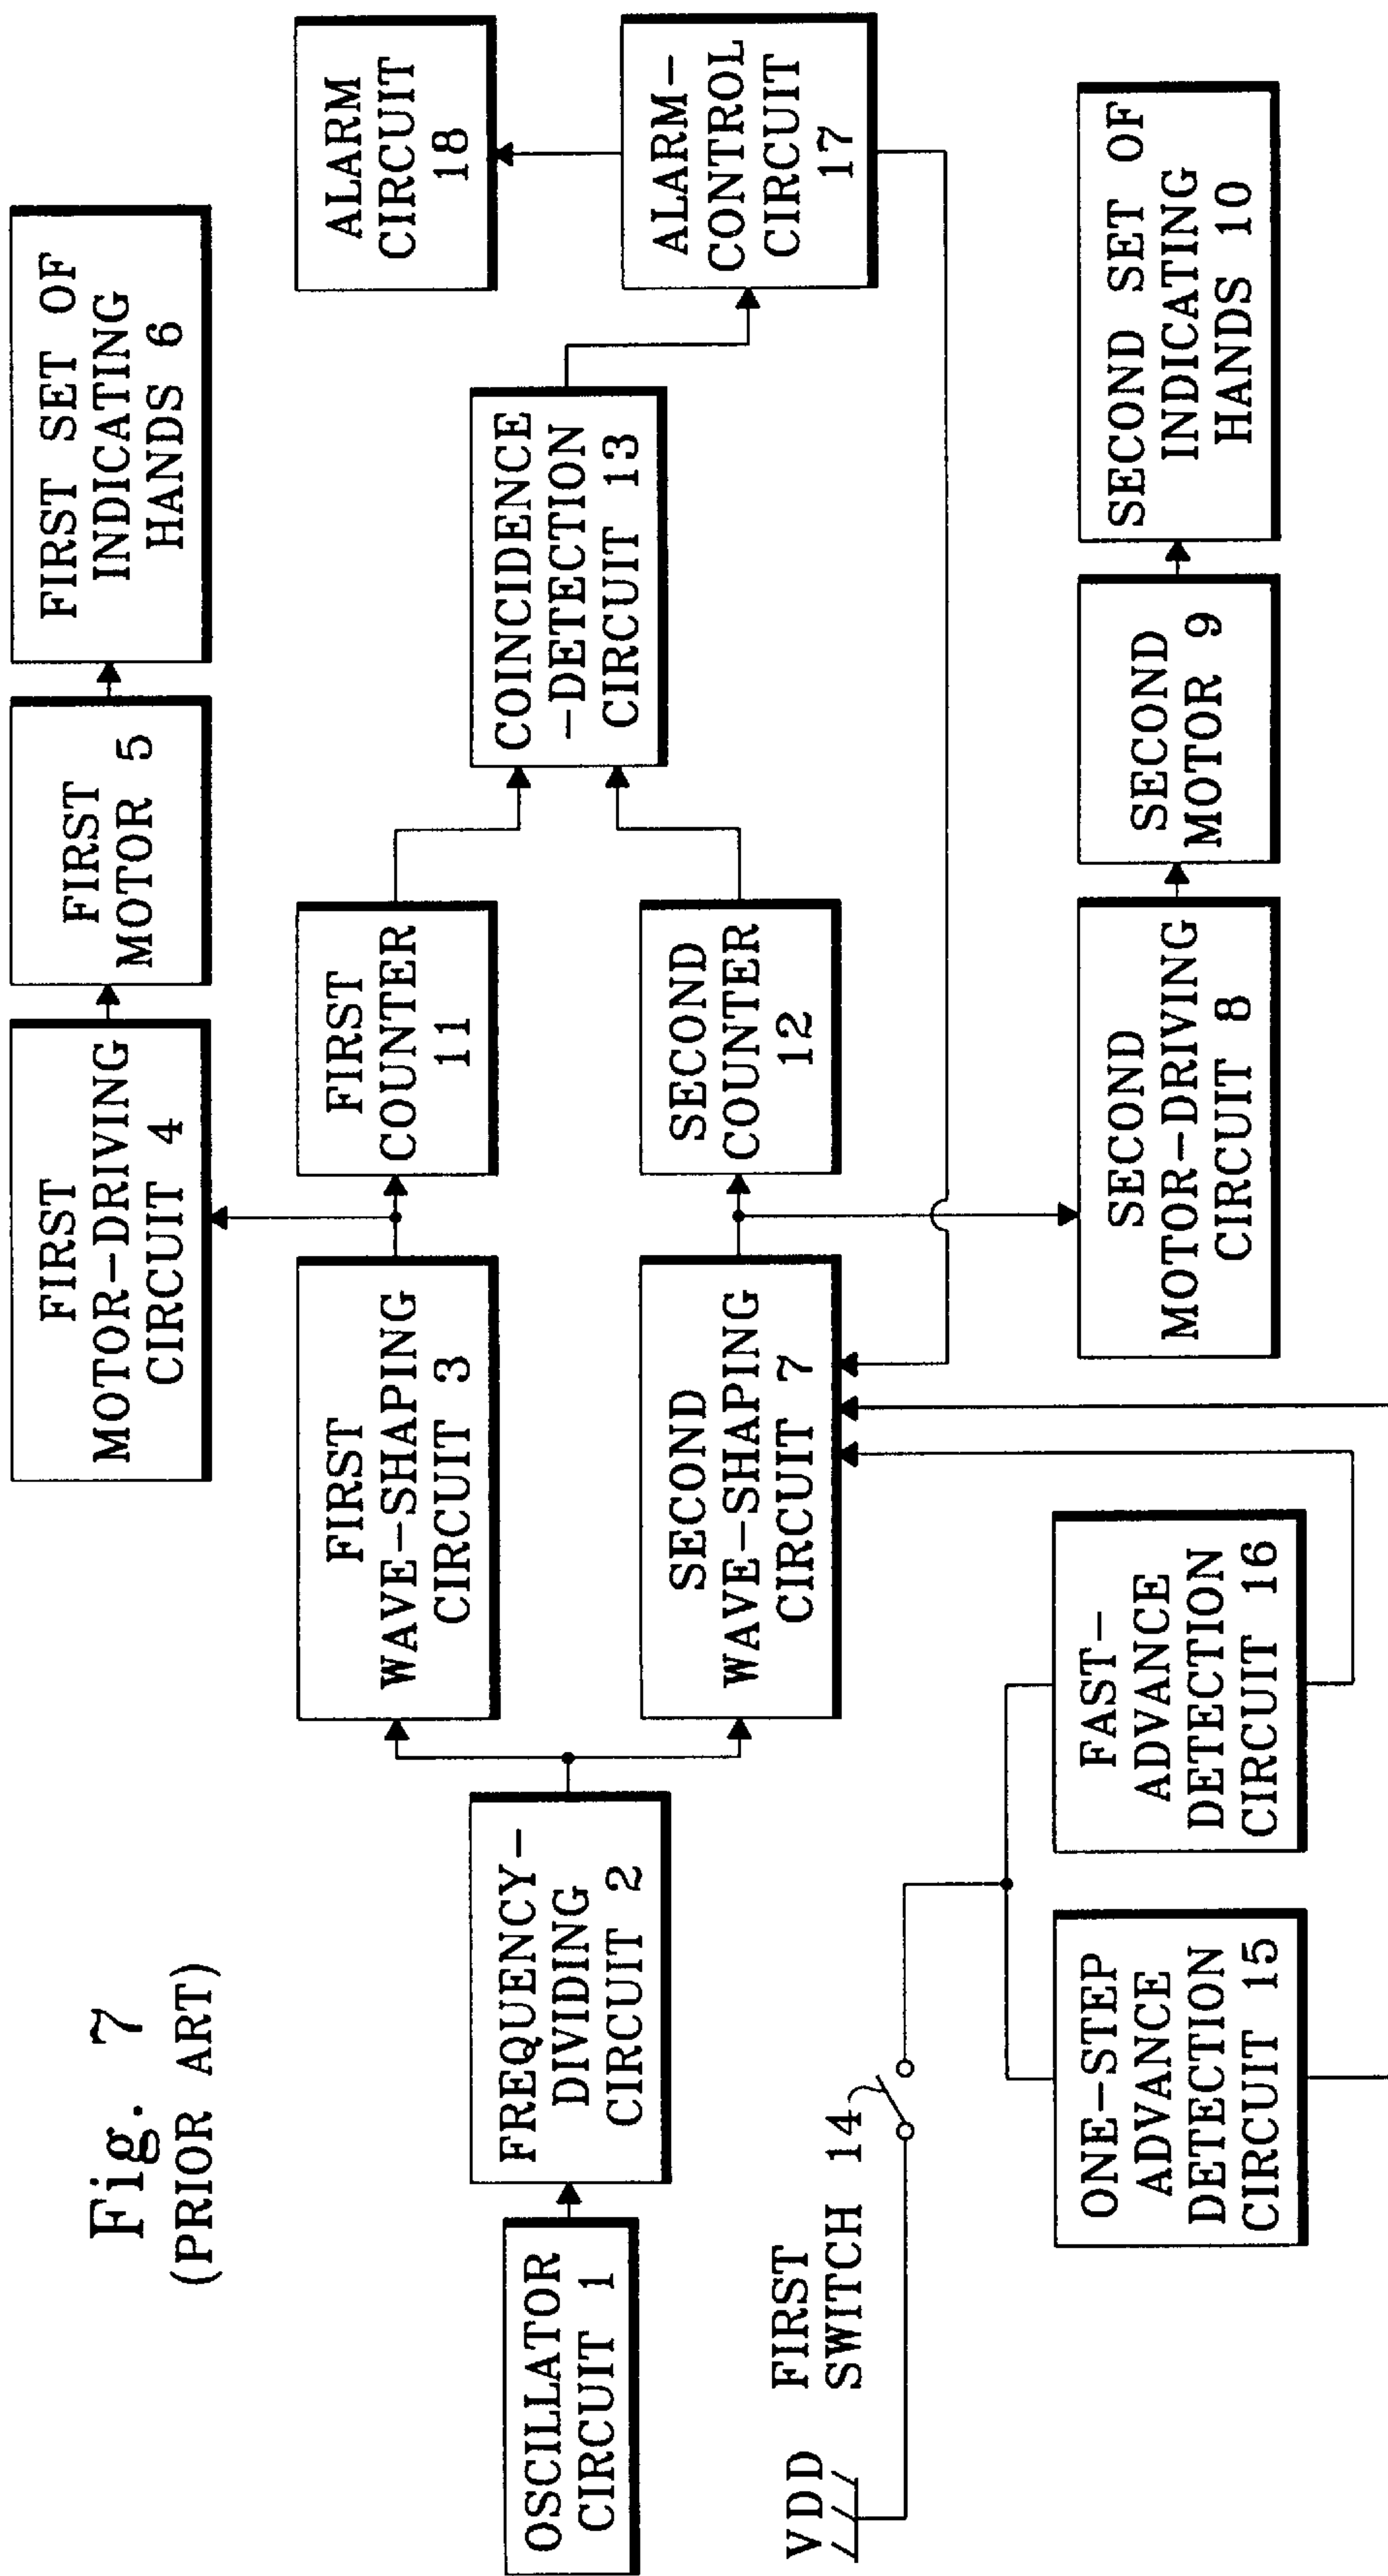 Fig. 7
(PRIOR ART)
FIRST
MOTOR-DRIVING
CIRCUIT 4
FIRST
MOTOR 5
FIRST SET OF
INDICATING
HANDS 6
OSCILLATOR
CIRCUIT 1
FREQUENCY-
DIVIDING
CIRCUIT 2
FIRST
WAVE-SHAPING
CIRCUIT 3
FIRST
COUNTER
11
SECOND
WAVE-SHAPING
CIRCUIT 7
SECOND
COUNTER
12
COINCIDENCE
-DETECTION
CIRCUIT 13
ALARM
CIRCUIT
18
ALARM-
CONTROL
CIRCUIT
17
VDD
FIRST
SWITCH 14
ONE-STEP
ADVANCE
DETECTION
CIRCUIT 15
FAST-
ADVANCE
DETECTION
CIRCUIT 16
SECOND
MOTOR-DRIVING
CIRCUIT 8
SECOND
MOTOR 9
SECOND SET OF
INDICATING
HANDS 10